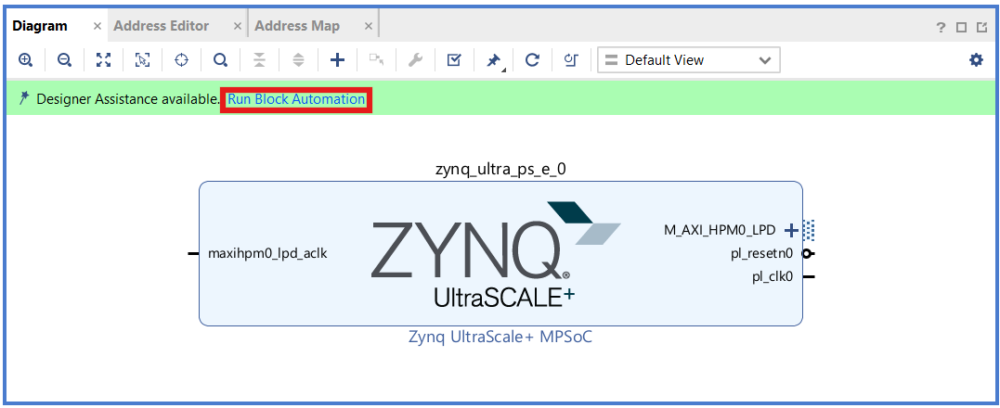 Diagram × Address Editor × Address Map × ? 
Default View
Designer Assistance available. Run Block Automation
zynq_ultra_ps_e_0
M_AXI_HPM0_LPD
maxihpm0_lpd_aclk
pl_resetn0
pl_clk0
ZYNQ®
UltraSCALE+
Zynq UltraScale+ MPSoC